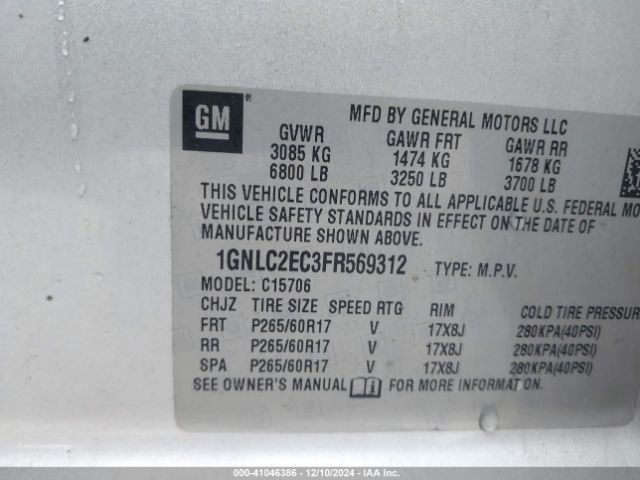 GM ®
MFD BY GENERAL MOTORS LLC
GVWR GAWR FRT GAWR RR
3085 KG 1474 KG 1678 KG
6800 LB 3250 LB 3700 LB
THIS VEHICLE CONFORMS TO ALL APPLICABLE U.S. FEDERAL MO
VEHICLE SAFETY STANDARDS IN EFFECT ON THE DATE OF
MANUFACTURE SHOWN ABOVE.
1GNLC2EC3FR569312 TYPE: M.P.V.
MODEL: C15706
CHJZ TIRE SIZE SPEED RTG RIM COLD TIRE PRESSUR
FRT P265/60R17 V 17X8J 280KPA(40PSI)
RR P265/60R17 V 17X8J 280KPA(40PSI)
SPA P265/60R17 V 17X8J 280KPA(40PSI)
SEE OWNER'S MANUAL FOR MORE INFORMATION.
000-41046386 - 12/10/2024 - IAA Inc.